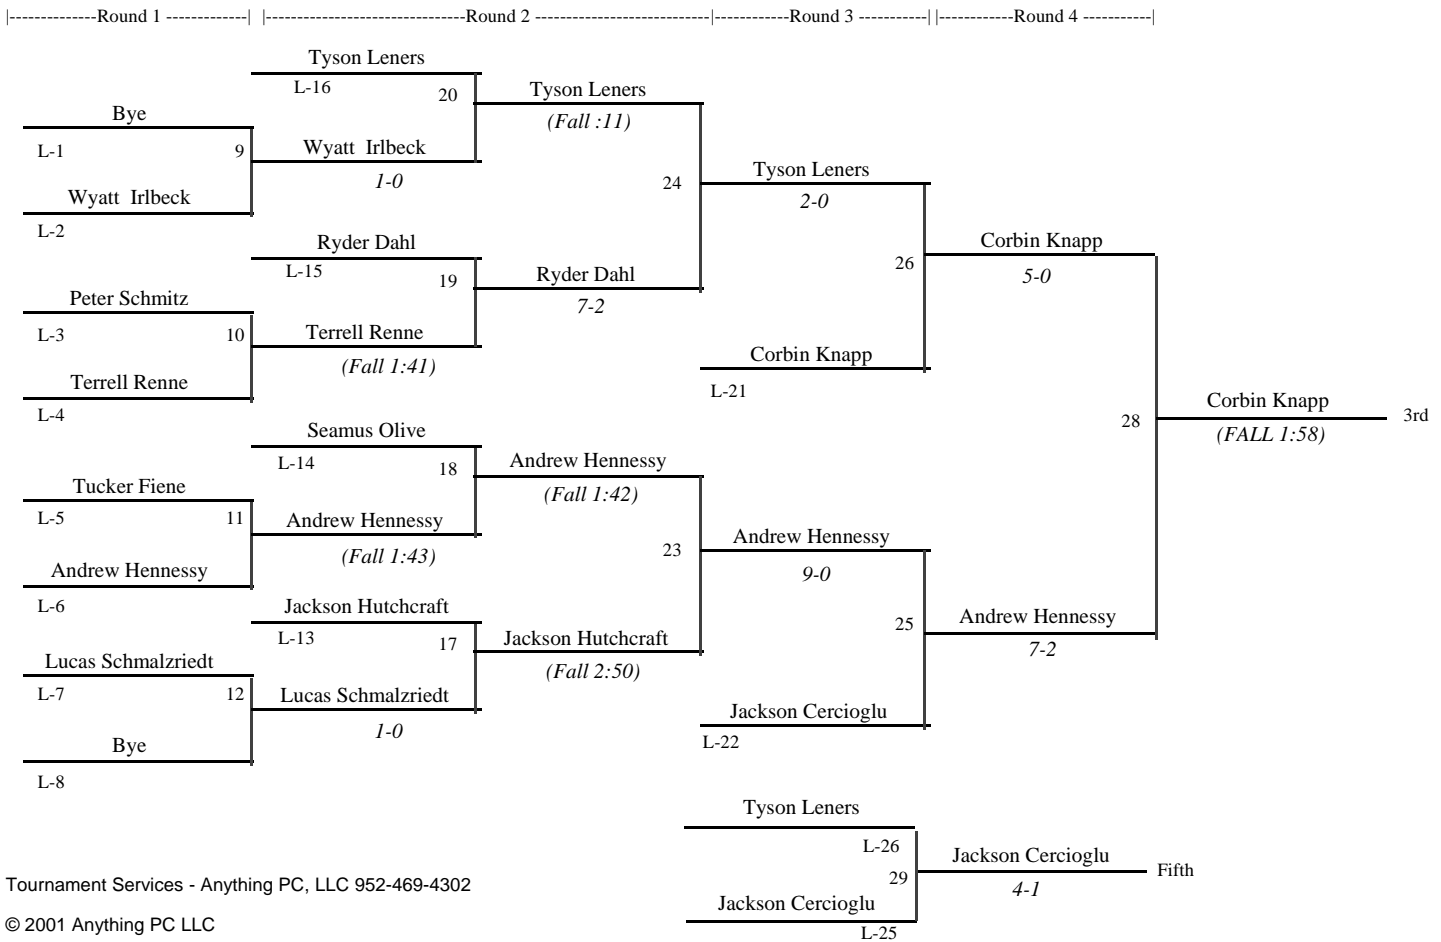 |--------------Round 1 -------------| |--------------------------------Round 2 ----------------------------|------------Round 3 -----------| |------------Round 4 -----------|
Tyson Leners
L-16
20
Tyson Leners
(Fall :11)
Bye
L-1
9
Wyatt  Irlbeck
1-0
Wyatt  Irlbeck
L-2
24
Tyson Leners
2-0
Ryder Dahl
L-15
19
Ryder Dahl
7-2
26
Corbin Knapp
5-0
Peter Schmitz
L-3
10
Terrell Renne
(Fall 1:41)
Terrell Renne
L-4
Corbin Knapp
L-21
28
Corbin Knapp
(FALL 1:58)
3rd
Seamus Olive
L-14
18
Andrew Hennessy
(Fall 1:42)
Tucker Fiene
L-5
11
Andrew Hennessy
(Fall 1:43)
Andrew Hennessy
L-6
23
Andrew Hennessy
9-0
Jackson Hutchcraft
L-13
17
Jackson Hutchcraft
(Fall 2:50)
25
Andrew Hennessy
7-2
Lucas Schmalzriedt
L-7
12
Lucas Schmalzriedt
1-0
Bye
L-8
Jackson Cercioglu
L-22
Tyson Leners
L-26
29
Jackson Cercioglu
4-1
Fifth
Jackson Cercioglu
L-25
Tournament Services - Anything PC, LLC 952-469-4302
© 2001 Anything PC LLC